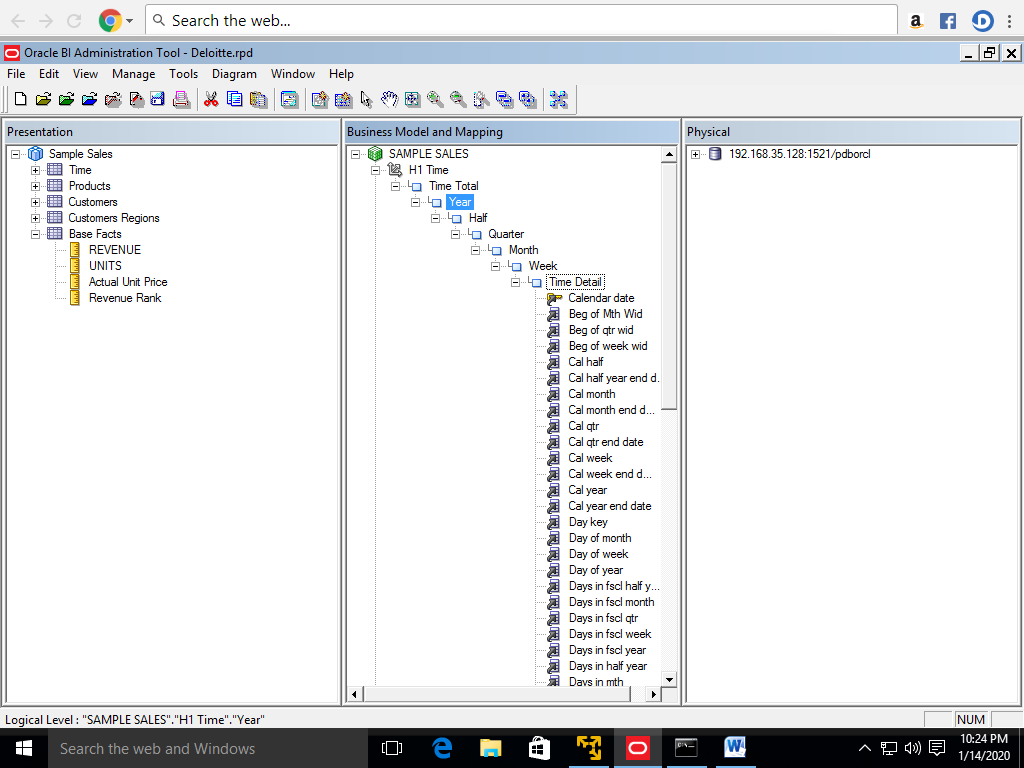 Search the web...
a
Oracle BI Administration Tool - Deloitte.rpd
File Edit View Manage Tools Diagram Window Help
Presentation
Sample Sales
Time
Products
Customers
Customers Regions
Base Facts
REVENUE
UNITS
Actual Unit Price
Revenue Rank
Business Model and Mapping
SAMPLE SALES
H1 Time
Time Total
Year
Half
Quarter
Month
Week
Time Detail
Calendar date
Beg of Mth Wid
Beg of qtr wid
Beg of week wid
Cal half
Cal half year end d.
Cal month
Cal month end d...
Cal qtr
Cal qtr end date
Cal week
Cal week end d...
Cal year
Cal year end date
Day key
Day of month
Day of week
Day of year
Days in fscl half y...
Days in fscl month
Days in fscl qtr
Days in fscl week
Days in fscl year
Days in half year
Days in mth
Physical
192.168.35.128:1521/pdborcl
Logical Level : "SAMPLE SALES"."H1 Time"."Year"
NUM
Search the web and Windows
10:24 PM
1/14/2020